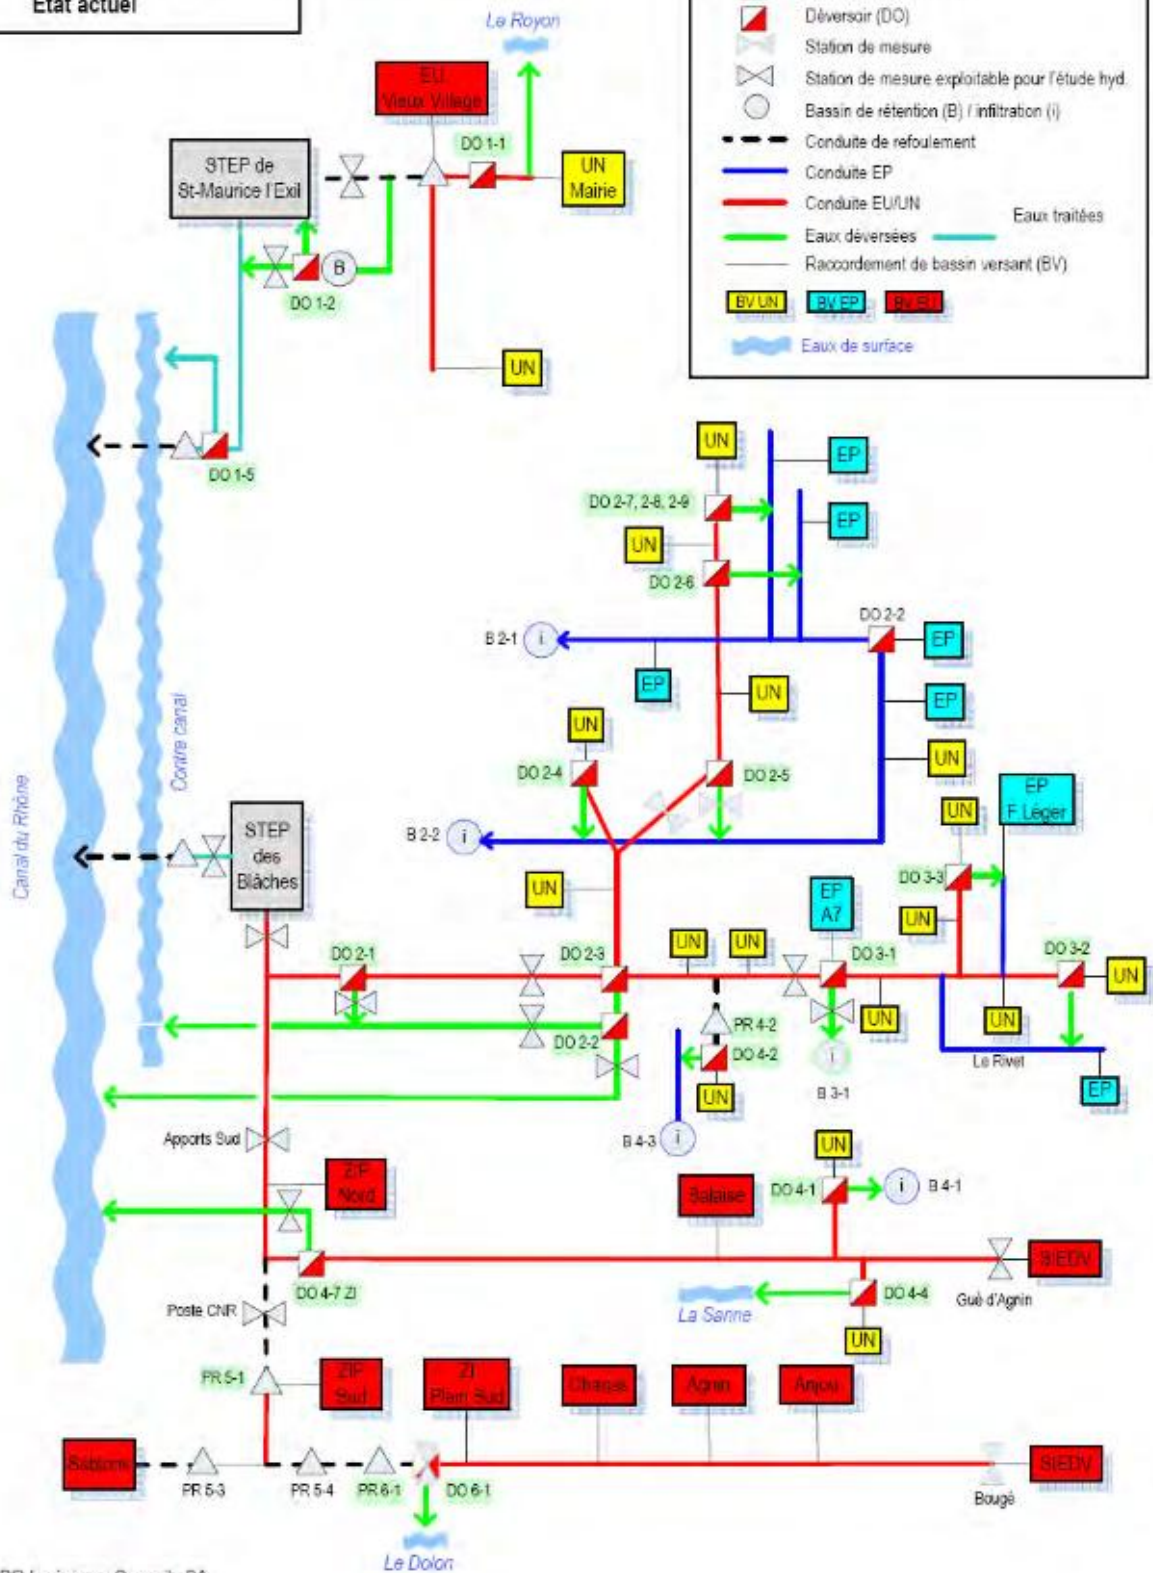 Etat actuel
Déversoir (DO)
Station de mesure
Station de mesure exploitable pour l'étude hyd.
Bassin de rétention (B) / infiltration (i)
Conduite de refoulement
Conduite EP
Conduite EU/UN
Eaux traitées
Eaux déversées
Raccordement de bassin versant (BV)
BV UN
BV EP
BV EU
Eaux de surface
Le Royon
EU
Vieux Village
DO 1-1
STEP de
St-Maurice l'Exil
UN
Mairie
B
DO 1-2
UN
DO 1-5
UN
EP
DO 2-7, 2-8, 2-9
EP
UN
DO 2-6
DO 2-2
B 2-1
i
EP
EP
EP
UN
UN
UN
DO 2-4
DO 2-5
Contre canal
Canal du Rhône
EP
F.Léger
UN
B 2-2
i
STEP
des
Blâches
UN
DO 3-3
EP
A7
UN
DO 2-1
DO 2-3
UN
UN
DO 3-1
DO 3-2
UN
DO 2-2
PR 4-2
UN
UN
DO 4-2
i
Le Rivet
UN
B 3-1
EP
Apports Sud
B 4-3
i
UN
ZIP
Nord
Salaise
DO 4-1
i
B 4-1
SIEDV
DO 4-7 ZI
La Sanne
DO 4-4
Gué d'Agnin
Poste CNR
UN
PR 5-1
ZIP
Sud
ZI
Plein Sud
Chanas
Agnin
Anjou
Sablons
SIEDV
PR 5-3
PR 5-4
PR 6-1
DO 6-1
Bougé
Le Dolon